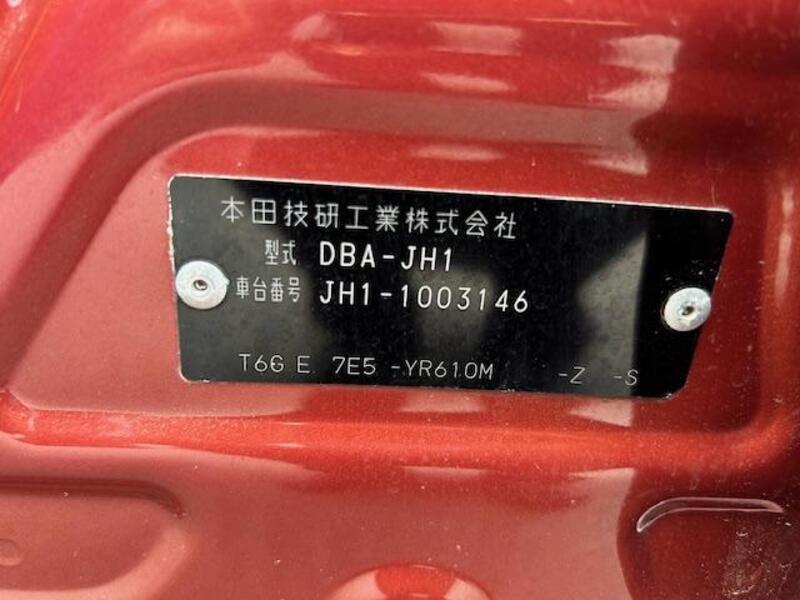 本田技研工業株式会社
型式 DBA-JH1
車台番号 JH1-1003146
T6G E 7E5 -YR610M -Z -S